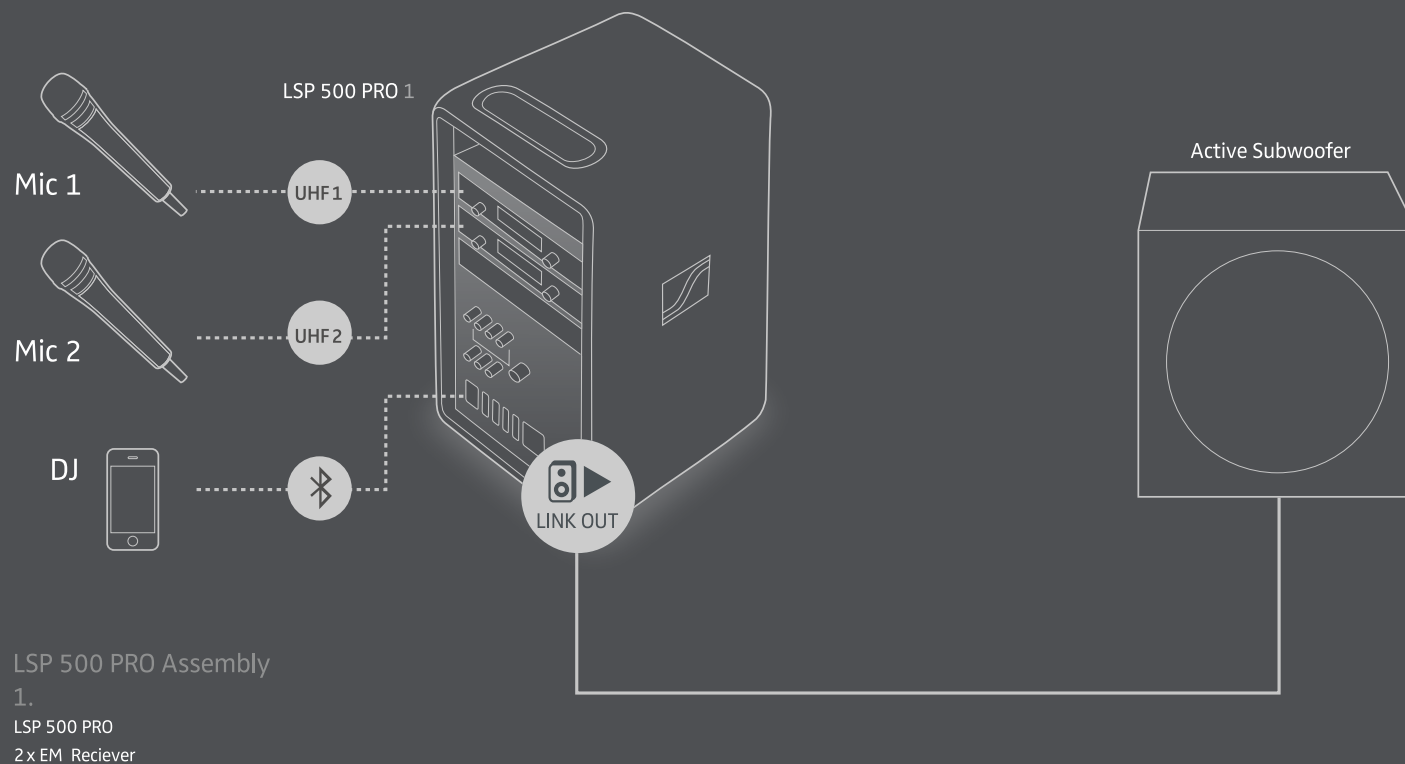 LSP 500 PRO 1
Active Subwoofer
Mic 1
UHF 1
Mic 2
UHF 2
DJ
LINK OUT
LSP 500 PRO Assembly
1.
LSP 500 PRO
2 x EM Reciever